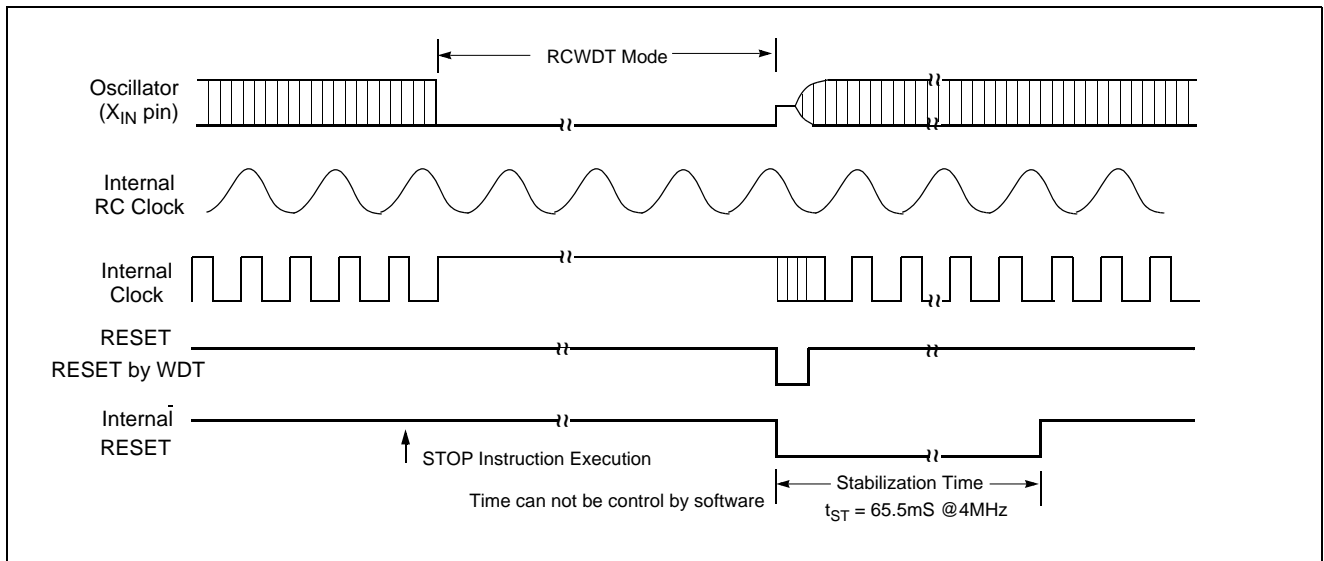 RCWDT Mode
Oscillator
(XIN pin)
Internal
RC Clock
Internal
Clock
RESET
RESET by WDT
Internal
RESET
STOP Instruction Execution
Time can not be control by software
Stabilization Time
tST = 65.5mS @4MHz